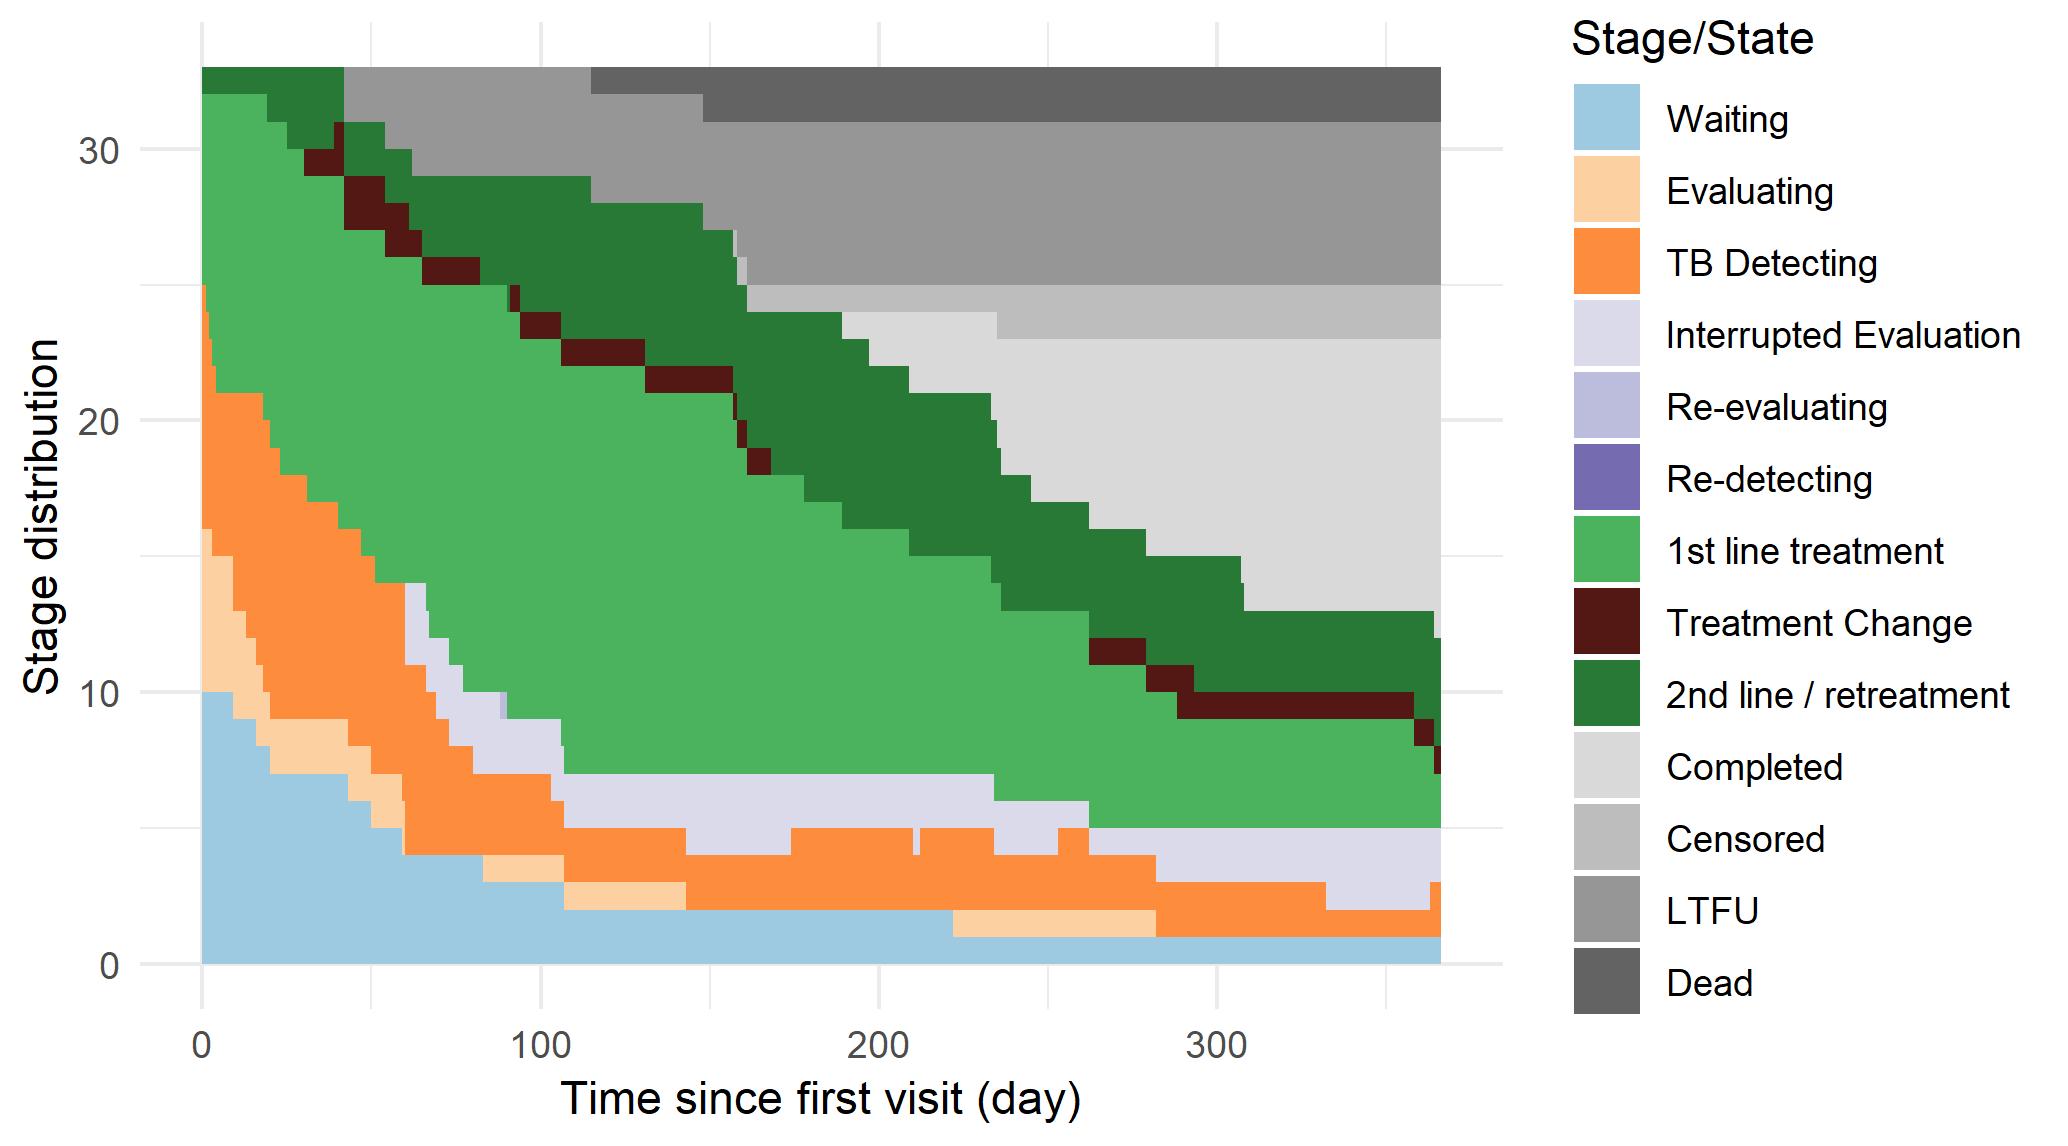 Stage/State
Waiting
Evaluating
TB Detecting
Interrupted Evaluation
Re-evaluating
Re-detecting
1st line treatment
Treatment Change
2nd line / retreatment
Completed
Censored
LTFU
Dead
Stage distribution
30
20
10
0
0 100 200 300
Time since first visit (day)